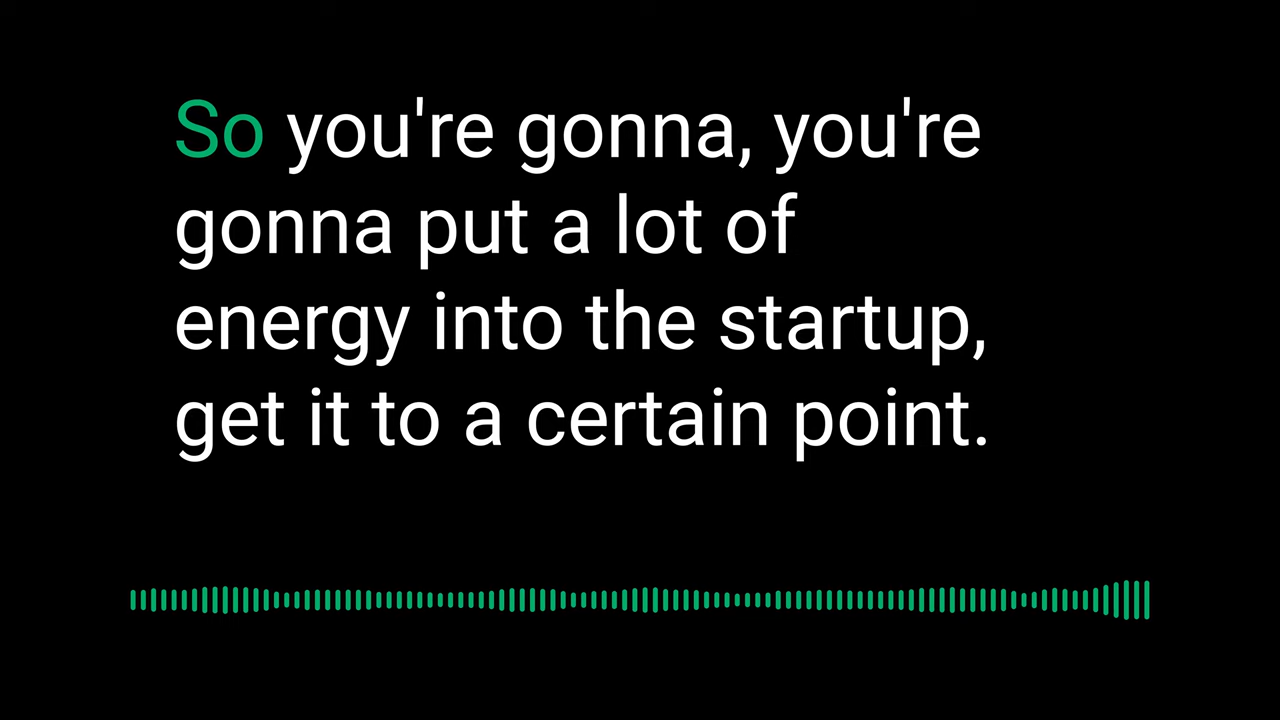 So you're gonna, you're
gonna put a lot of
energy into the startup,
get it to a certain point.